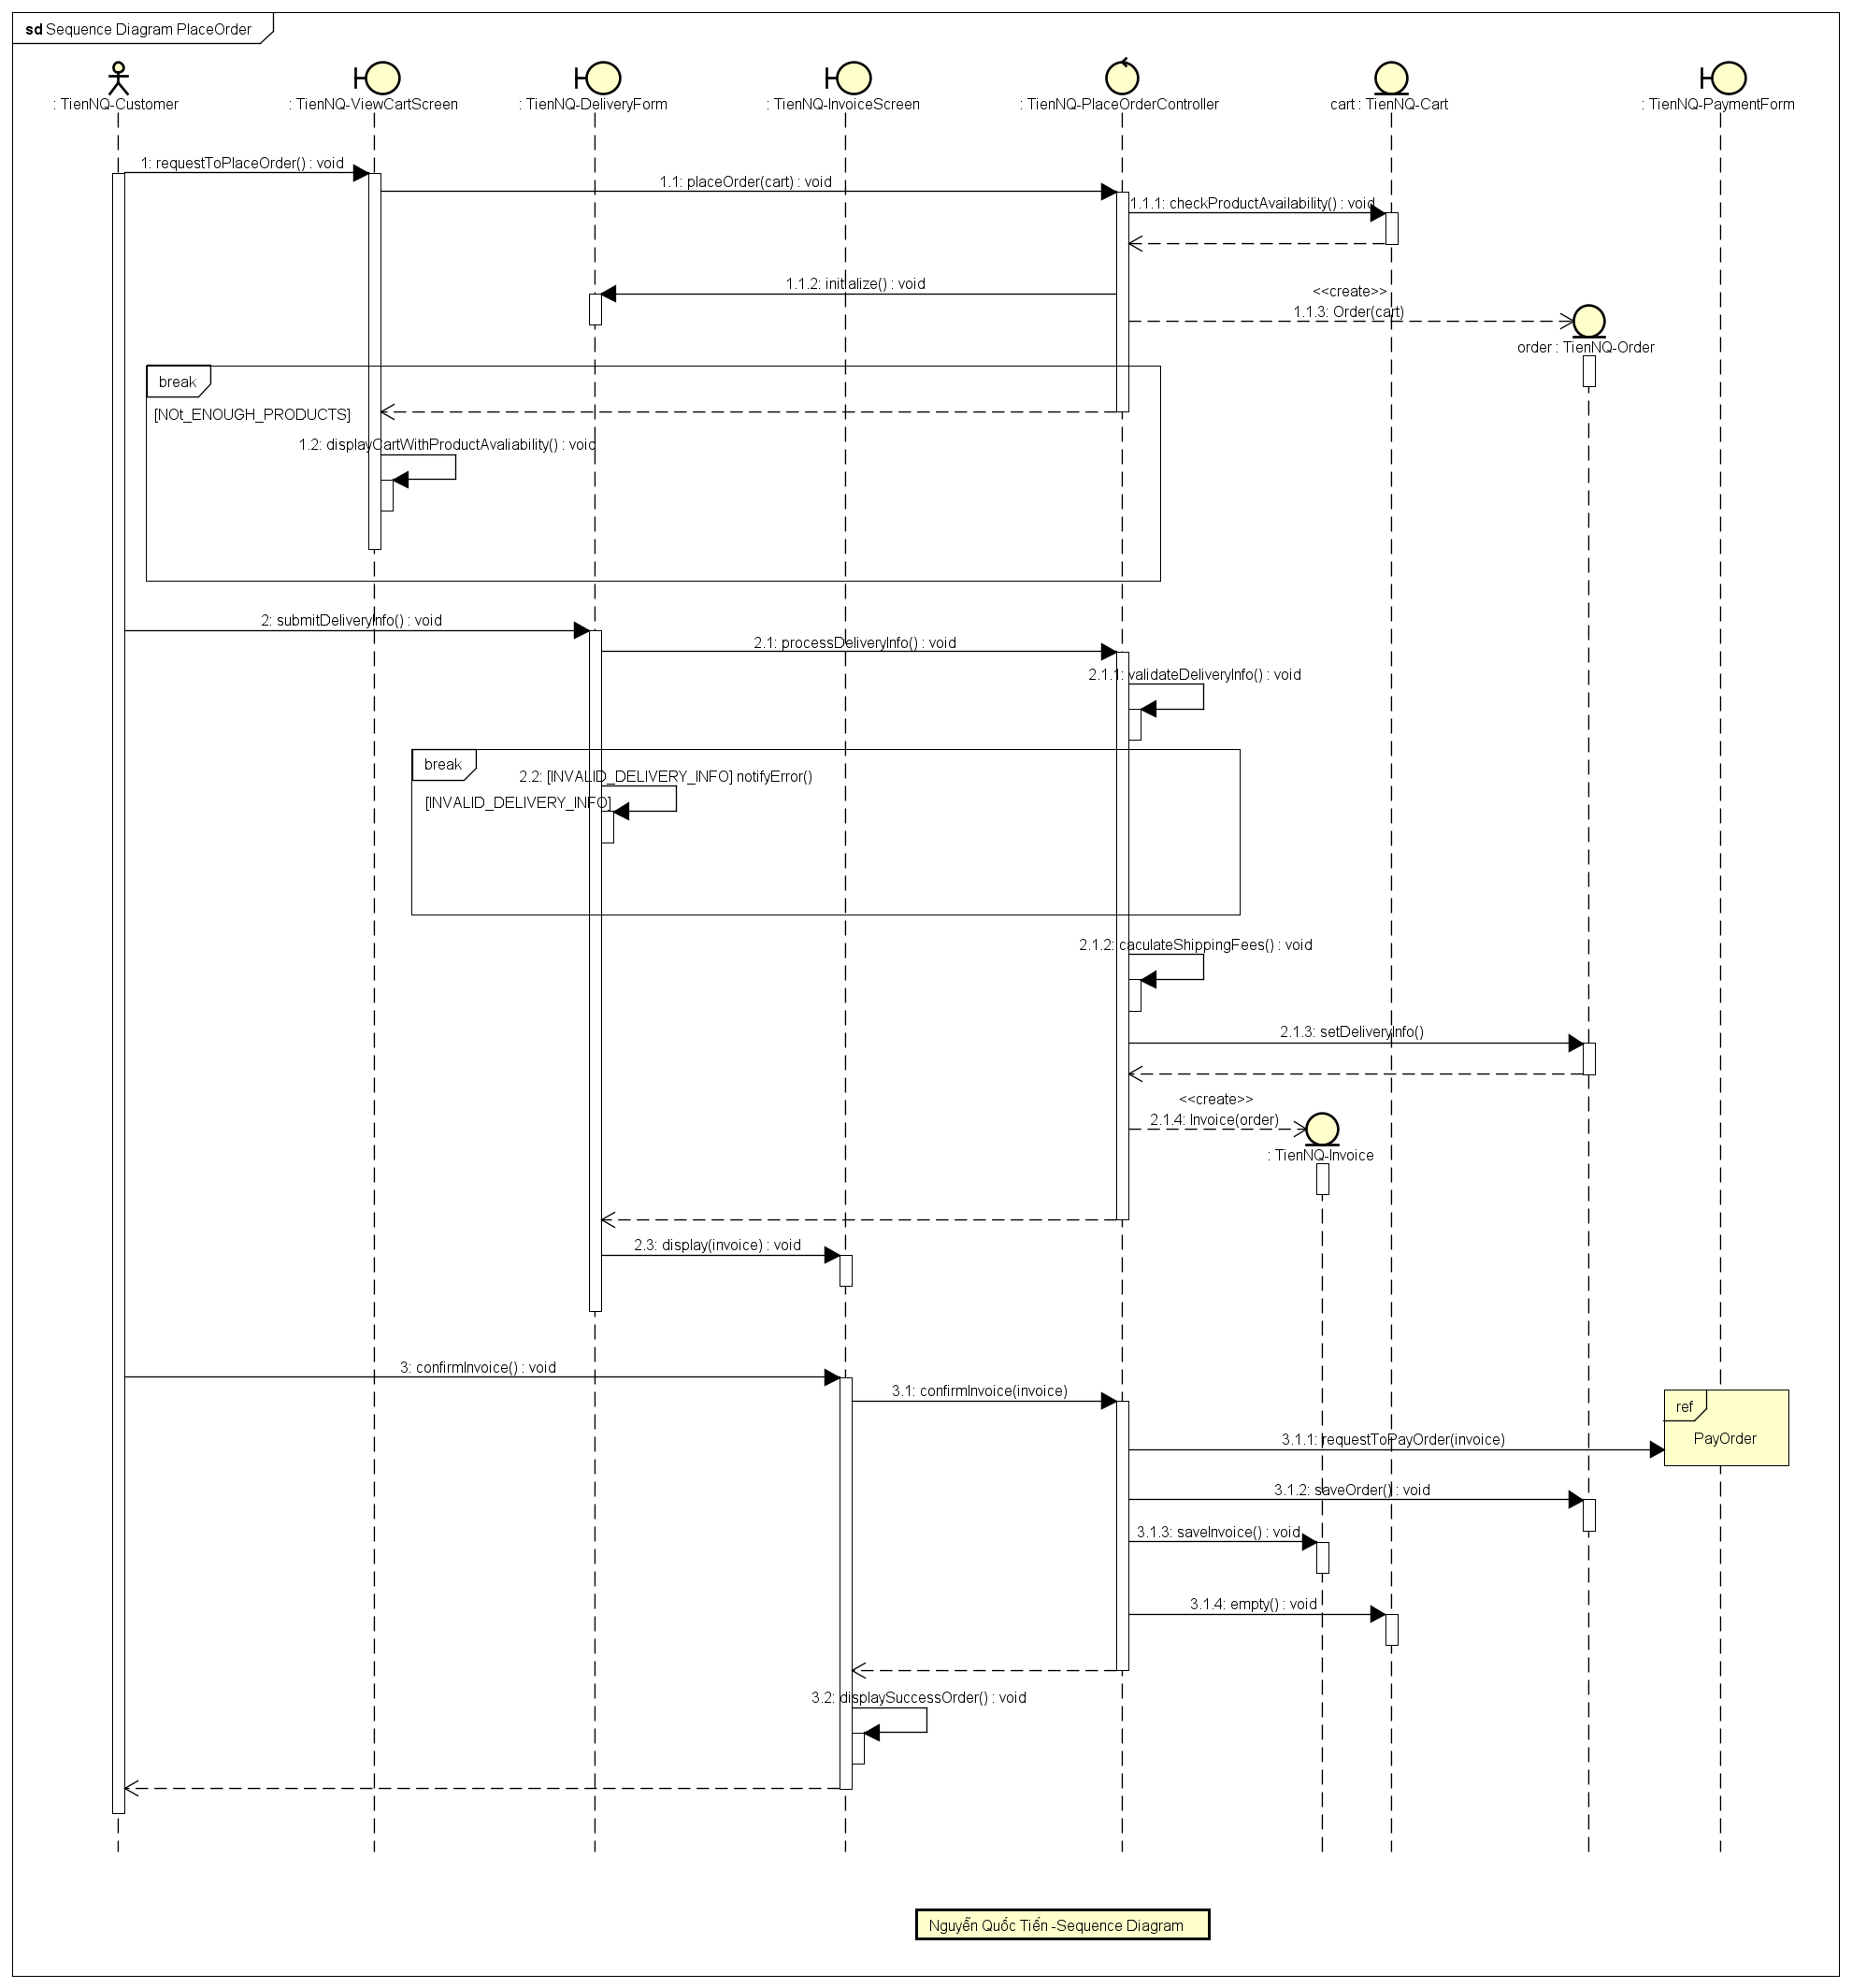 sd Sequence Diagram PlaceOrder
: TienNQ-Customer
: TienNQ-ViewCartScreen
: TienNQ-DeliveryForm
: TienNQ-InvoiceScreen
: TienNQ-PlaceOrderController
cart : TienNQ-Cart
: TienNQ-PaymentForm
1: requestToPlaceOrder() : void
1.1: placeOrder(cart) : void
1.1.1: checkProductAvailability() : void
1.1.2: initialize() : void
<<create>>
1.1.3: Order(cart)
order : TienNQ-Order
break
[NOt_ENOUGH_PRODUCTS]
1.2: displayCartWithProductAvaliability() : void
2: submitDeliveryInfo() : void
2.1: processDeliveryInfo() : void
2.1.1: validateDeliveryInfo() : void
break
2.2: [INVALID_DELIVERY_INFO] notifyError()
[INVALID_DELIVERY_INFO]
2.1.2: caculateShippingFees() : void
2.1.3: setDeliveryInfo()
<<create>>
2.1.4: Invoice(order)
: TienNQ-Invoice
2.3: display(invoice) : void
3: confirmInvoice() : void
3.1: confirmInvoice(invoice)
ref
PayOrder
3.1.1: requestToPayOrder(invoice)
3.1.2: saveOrder() : void
3.1.3: saveInvoice() : void
3.1.4: empty() : void
3.2: displaySuccessOrder() : void
Nguyễn Quốc Tiến -Sequence Diagram